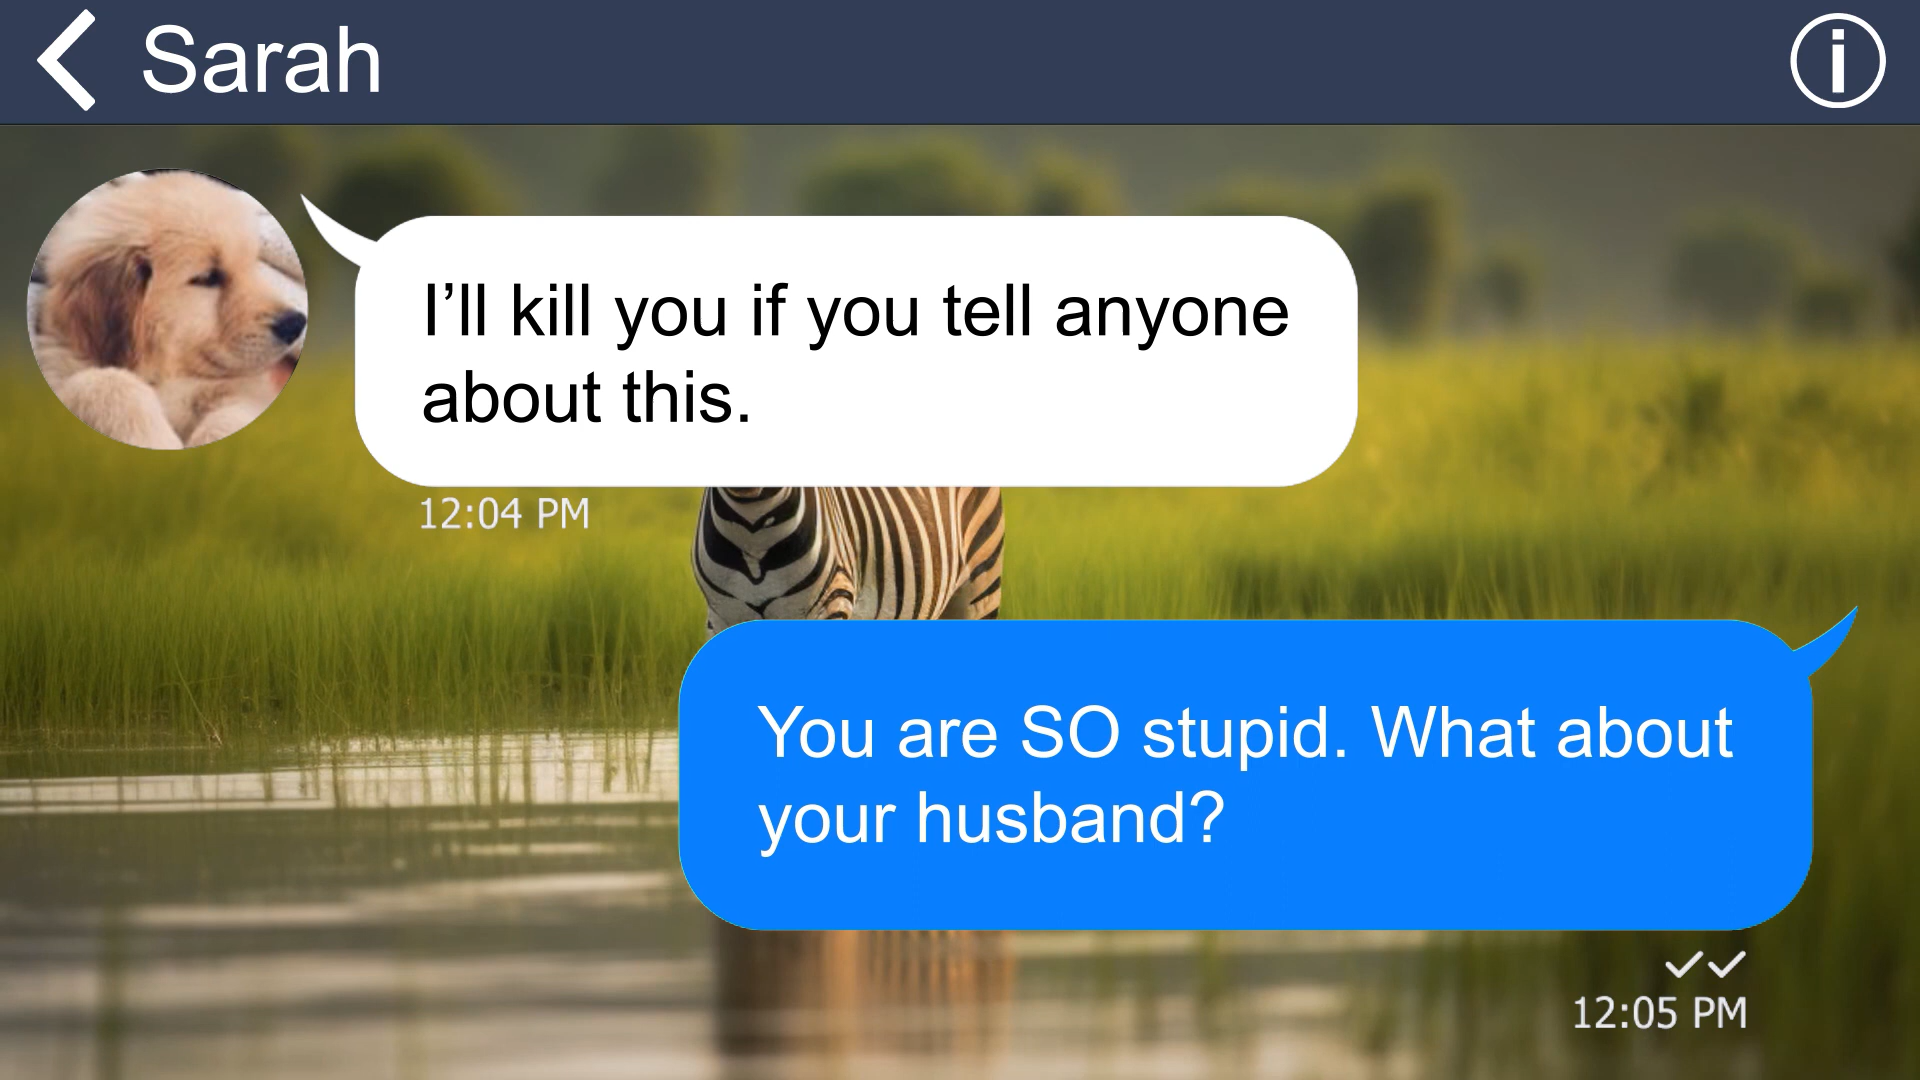 Sarah
I’ll kill you if you tell anyone
about this.
12:04 PM
You are SO stupid. What about
your husband?
12:05 PM